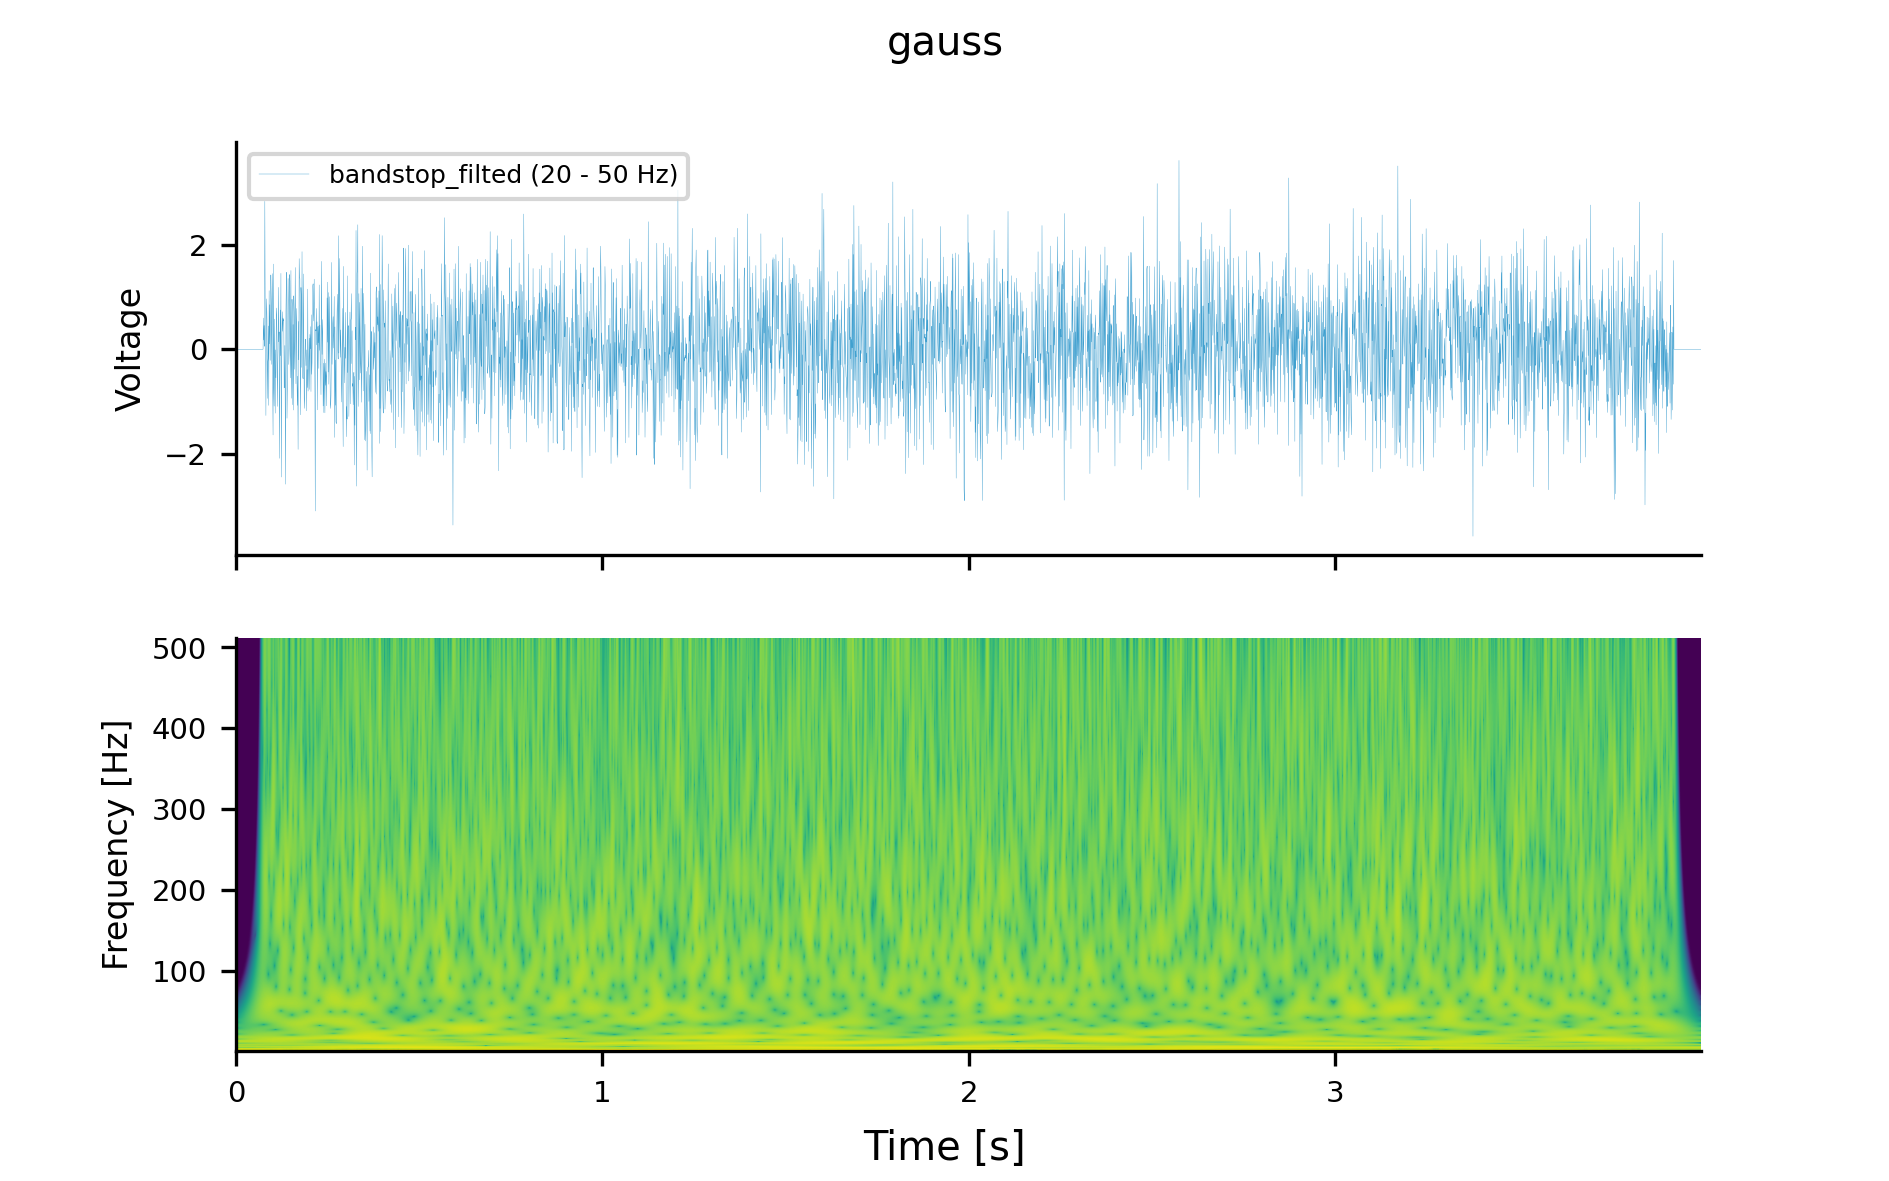 gauss
bandstop_filted (20 - 50 Hz)
Voltage
2
0
−2
Frequency [Hz]
500
400
300
200
100
0 1 2 3
Time [s]